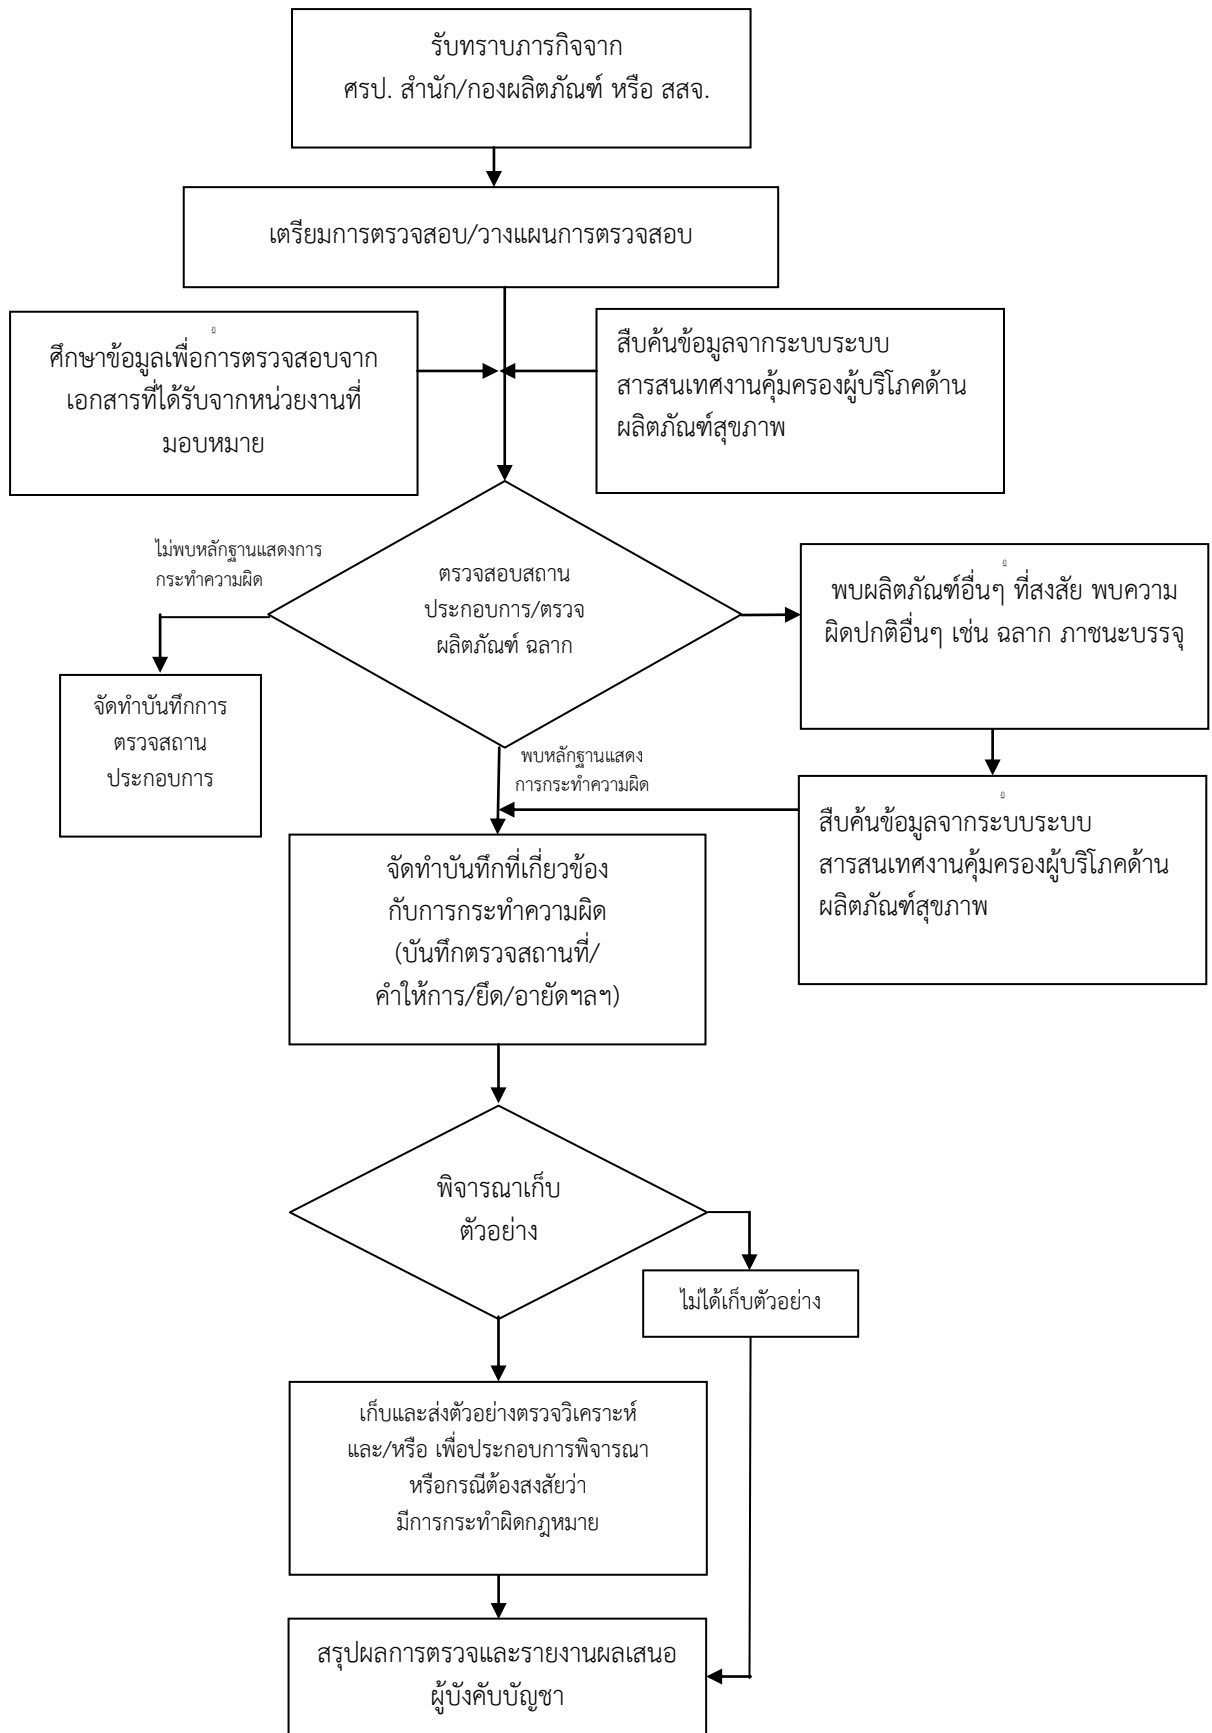 รับทราบภารกิจจาก
ศรป. สำนัก/กองผลิตภัณฑ์ หรือ สสจ.
เตรียมการตรวจสอบ/วางแผนการตรวจสอบ
ศึกษาข้อมูลเพื่อการตรวจสอบจาก
เอกสารที่ได้รับจากหน่วยงานที่
มอบหมาย
สืบค้นข้อมูลจากระบบระบบ
สารสนเทศงานคุ้มครองผู้บริโภคด้าน
ผลิตภัณฑ์สุขภาพ
ไม่พบหลักฐานแสดงการ
กระทำความผิด
ตรวจสอบสถาน
ประกอบการ/ตรวจ
ผลิตภัณฑ์ ฉลาก
พบผลิตภัณฑ์อื่นๆ ที่สงสัย พบความ
ผิดปกติอื่นๆ เช่น ฉลาก ภาชนะบรรจุ
จัดทำบันทึกการ
ตรวจสถาน
ประกอบการ
พบหลักฐานแสดง
การกระทำความผิด
สืบค้นข้อมูลจากระบบระบบ
สารสนเทศงานคุ้มครองผู้บริโภคด้าน
ผลิตภัณฑ์สุขภาพ
จัดทำบันทึกที่เกี่ยวข้อง
กับการกระทำความผิด
(บันทึกตรวจสถานที่/
คำให้การ/ยึด/อายัดฯลฯ)
พิจารณาเก็บ
ตัวอย่าง
ไม่ได้เก็บตัวอย่าง
เก็บและส่งตัวอย่างตรวจวิเคราะห์
และ/หรือ เพื่อประกอบการพิจารณา
หรือกรณีต้องสงสัยว่า
มีการกระทำผิดกฎหมาย
สรุปผลการตรวจและรายงานผลเสนอ
ผู้บังคับบัญชา